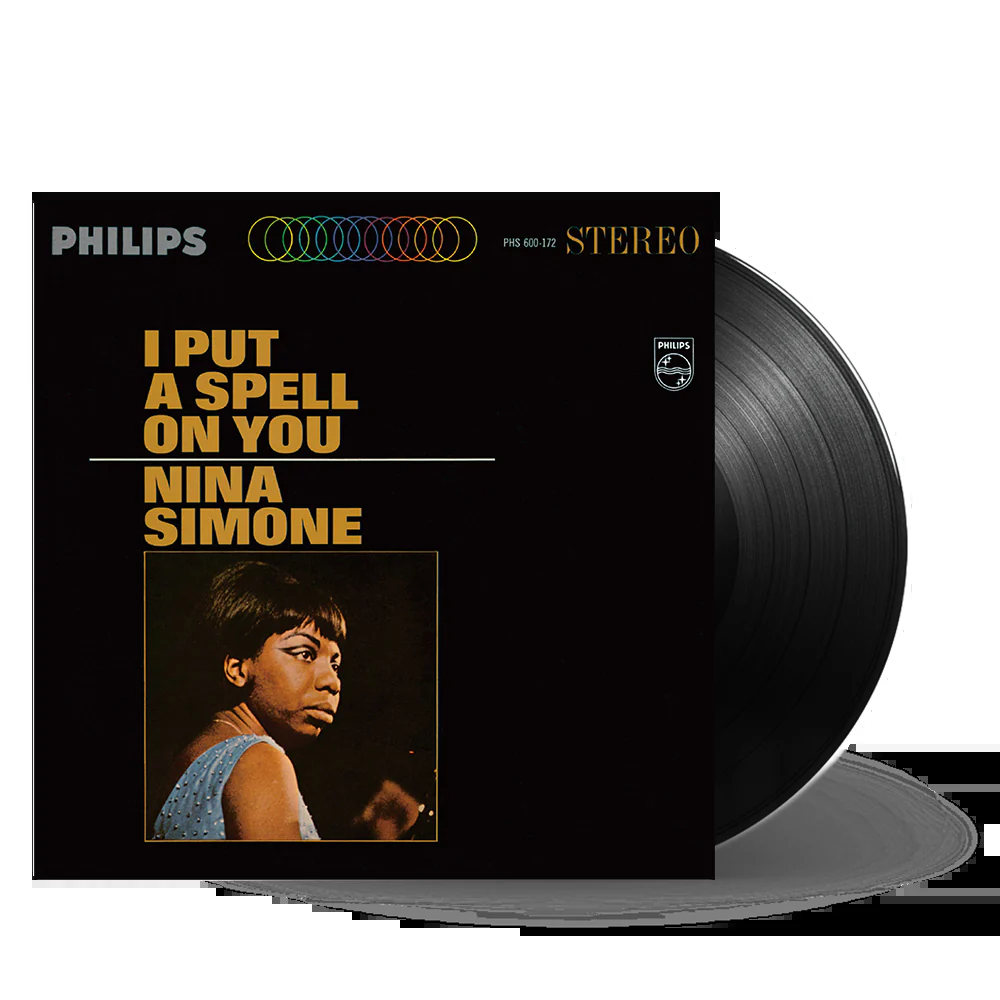 PHILIPS
PHS 600-172 STEREO
PHILIPS
I PUT
A SPELL
ON YOU
NINA
SIMONE